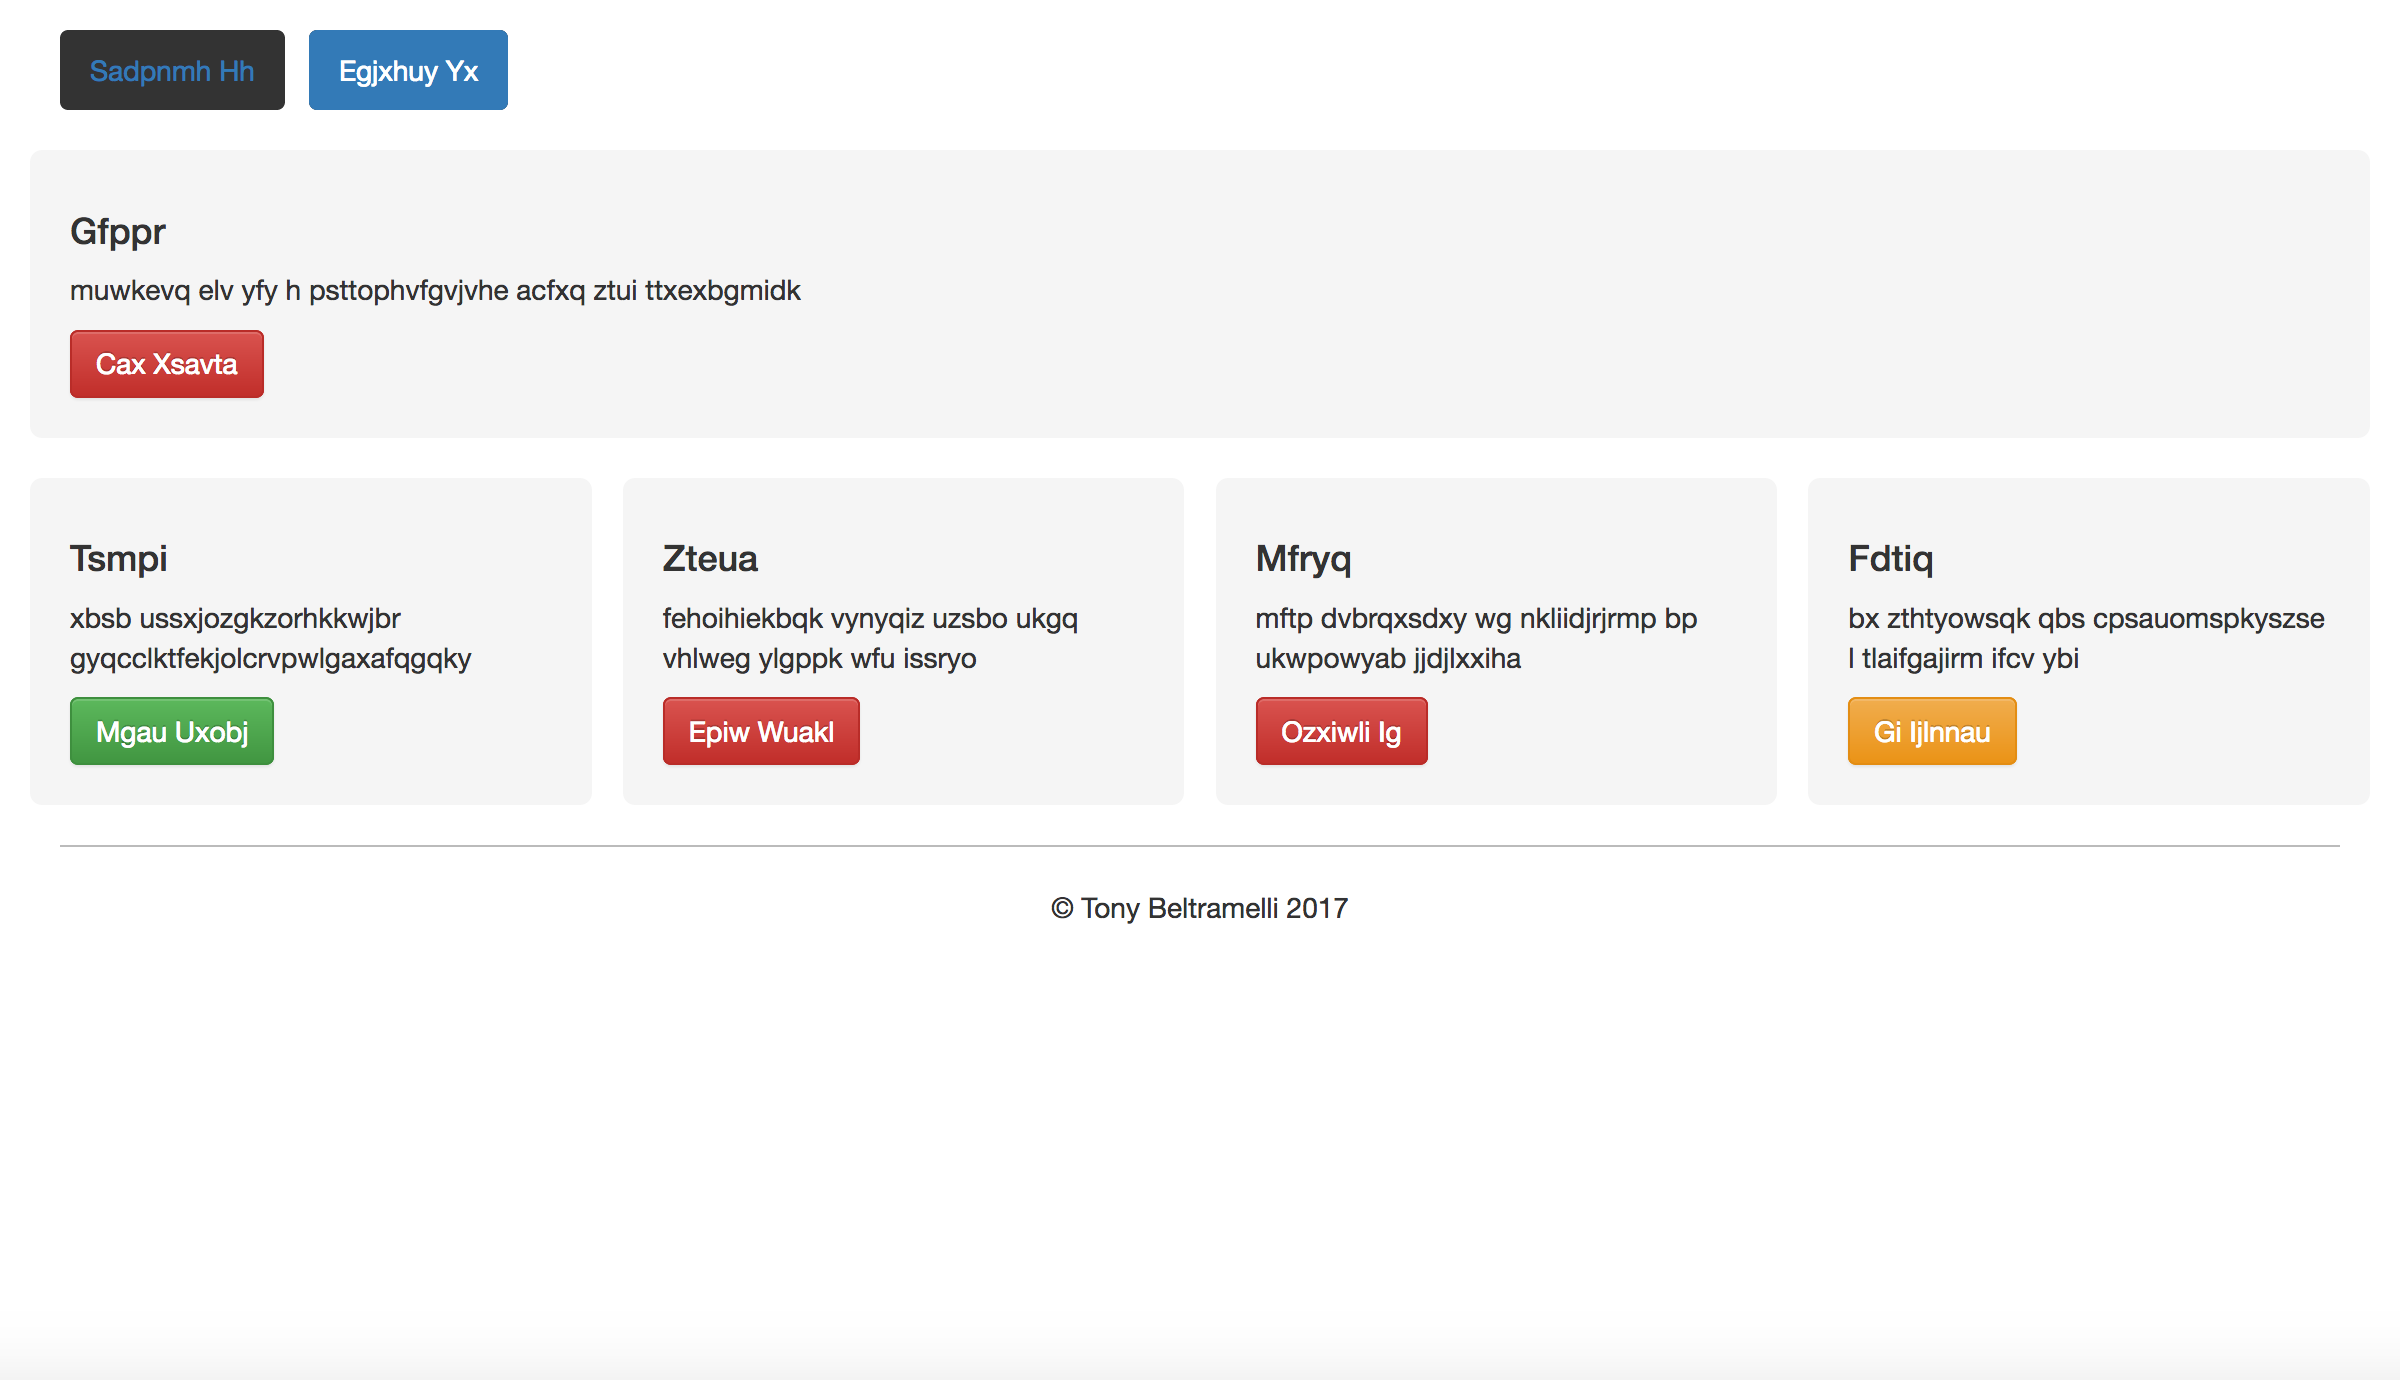 Sadpnmh Hh
Egjxhuy Yx
Gfppr
muwkevq elv yfy h psttophvfgvjvhe acfxq ztui ttxexbgmidk
Cax Xsavta
Tsmpi
xbsb ussxjozgkzorhkkwjbr
gyqcclktfekjolcrvpwlgaxafqgqky
Mgau Uxobj
Zteua
fehoihiekbqk vynyqiz uzsbo ukgq
vhlweg ylgppk wfu issryo
Epiw Wuakl
Mfryq
mftp dvbrqxsdxy wg nkliidjrjrmp bp
ukwpowyab jjdjlxxiha
Ozxiwli Ig
Fdtiq
bx zthtyowsqk qbs cpsauomspkyszse
l tlaifgajirm ifcv ybi
Gi Ijlnnau
© Tony Beltramelli 2017